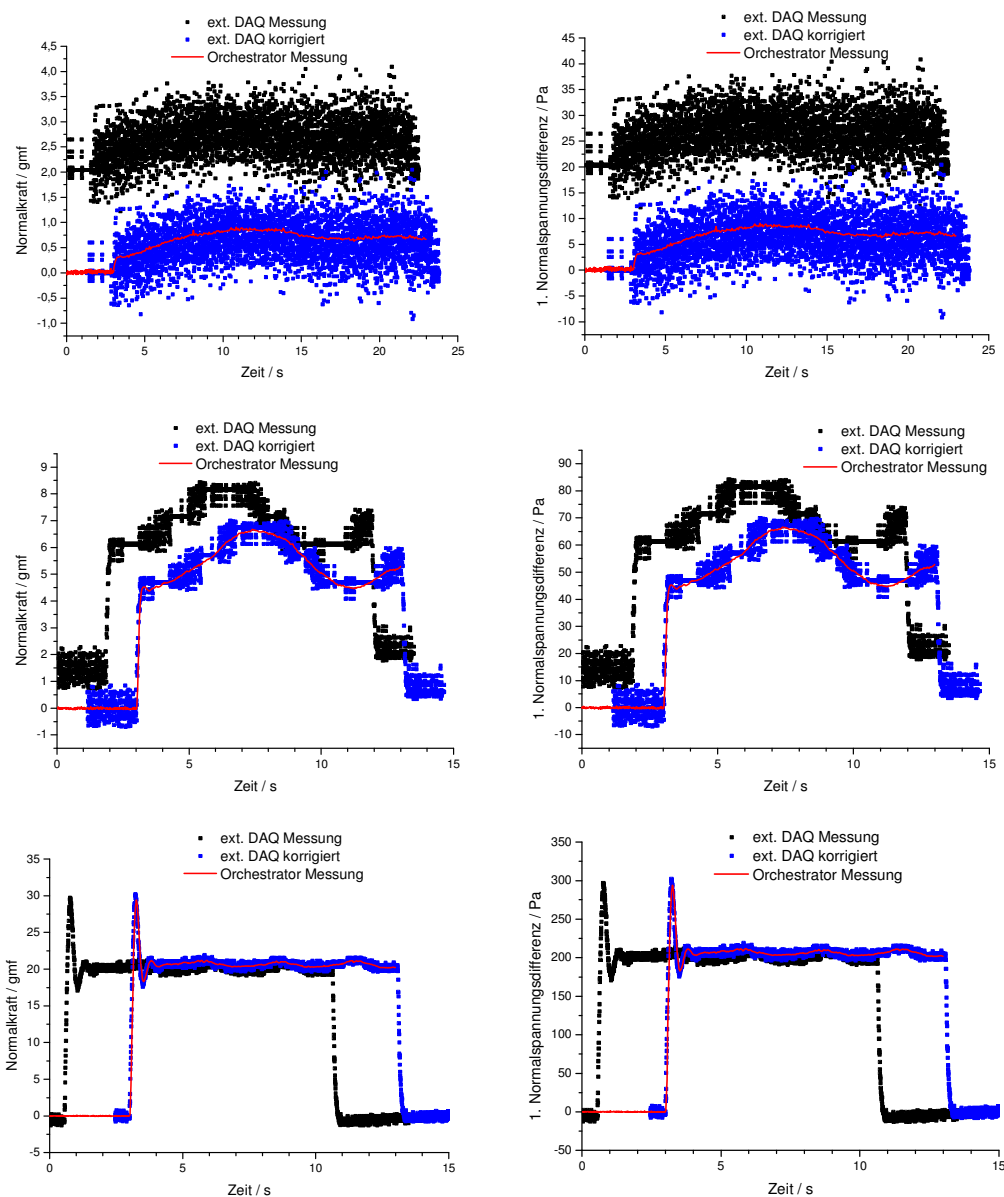 ext. DAQ Messung
ext. DAQ korrigiert
Orchestrator Messung
4,5
4,0
3,5
3,0
2,5
2,0
1,5
1,0
0,5
0,0
-0,5
-1,0
Normalkraft / gmf
0 5 10 15 20 25
Zeit / s
ext. DAQ Messung
ext. DAQ korrigiert
Orchestrator Messung
45
40
35
30
25
20
15
10
5
0
-5
-10
1. Normalspannungsdifferenz / Pa
0 5 10 15 20 25
Zeit / s
ext. DAQ Messung
ext. DAQ korrigiert
Orchestrator Messung
9
8
7
6
5
4
3
2
1
0
-1
Normalkraft / gmf
0 5 10 15
Zeit / s
ext. DAQ Messung
ext. DAQ korrigiert
Orchestrator Messung
90
80
70
60
50
40
30
20
10
0
-10
1. Normalspannungsdifferenz / Pa
0 5 10 15
Zeit / s
ext. DAQ Messung
ext. DAQ korrigiert
Orchestrator Messung
35
30
25
20
15
10
5
0
-5
Normalkraft / gmf
0 5 10 15
Zeit / s
ext. DAQ Messung
ext. DAQ korrigiert
Orchestrator Messung
350
300
250
200
150
100
50
0
-50
1. Normalspannungsdifferenz / Pa
0 5 10 15
Zeit / s